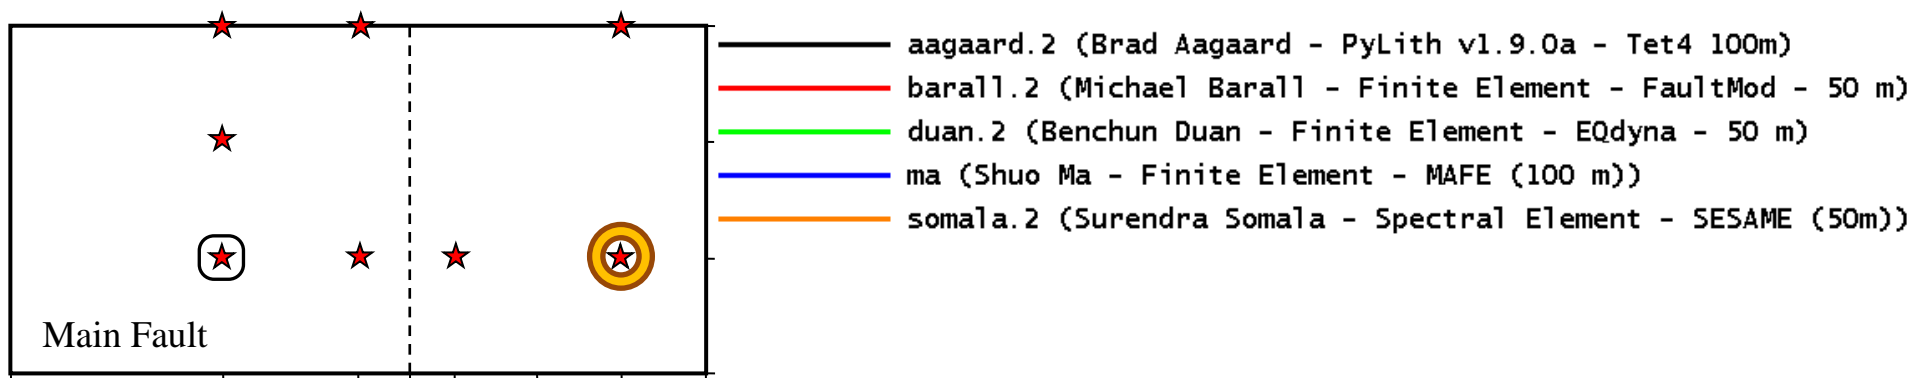 aagaard.2 (Brad Aagaard - PyLith v1.9.0a - Tet4 100m)
barall.2 (Michael Barall - Finite Element - FaultMod - 50 m)
duan.2 (Benchun Duan - Finite Element - EQdyna - 50 m)
ma (Shuo Ma - Finite Element - MAFE (100 m))
somala.2 (Surendra Somala - Spectral Element - SESAME (50m))
Main Fault